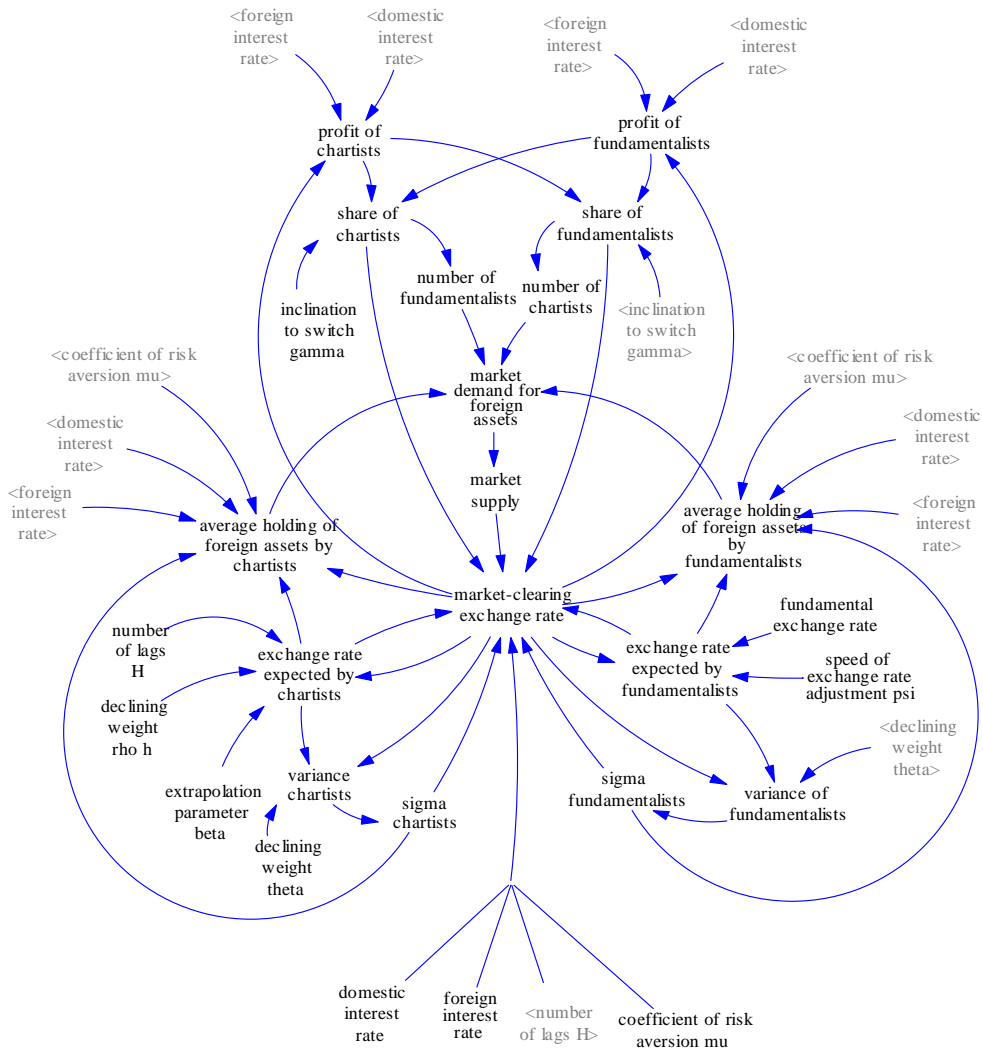 <foreign
interest
rate>
<domestic
interest
rate>
<foreign
interest
rate>
<domestic
interest
rate>
profit of
chartists
profit of
fundamentalists
share of
chartists
share of
fundamentalists
number of
fundamentalists
number of
chartists
inclination
to switch
gamma
<inclination
to switch
gamma>
<coefficient of risk
aversion mu>
market
demand for
foreign
assets
<coefficient of risk
aversion mu>
<domestic
interest
rate>
<domestic
interest
rate>
<foreign
interest
rate>
market
supply
<foreign
interest
rate>
average holding of
foreign assets by
chartists
average holding
of foreign assets
by
fundamentalists
market-clearing
exchange rate
number
of lags
H
exchange rate
expected by
chartists
exchange rate
expected by
fundamentalists
fundamental
exchange rate
speed of
exchange rate
adjustment psi
declining
weight
rho h
<declining
weight
theta>
extrapolation
parameter
beta
variance
chartists
sigma
chartists
sigma
fundamentalists
variance of
fundamentalists
declining
weight
theta
domestic
interest
rate
foreign
interest
rate
<number
of lags H>
coefficient of risk
aversion mu